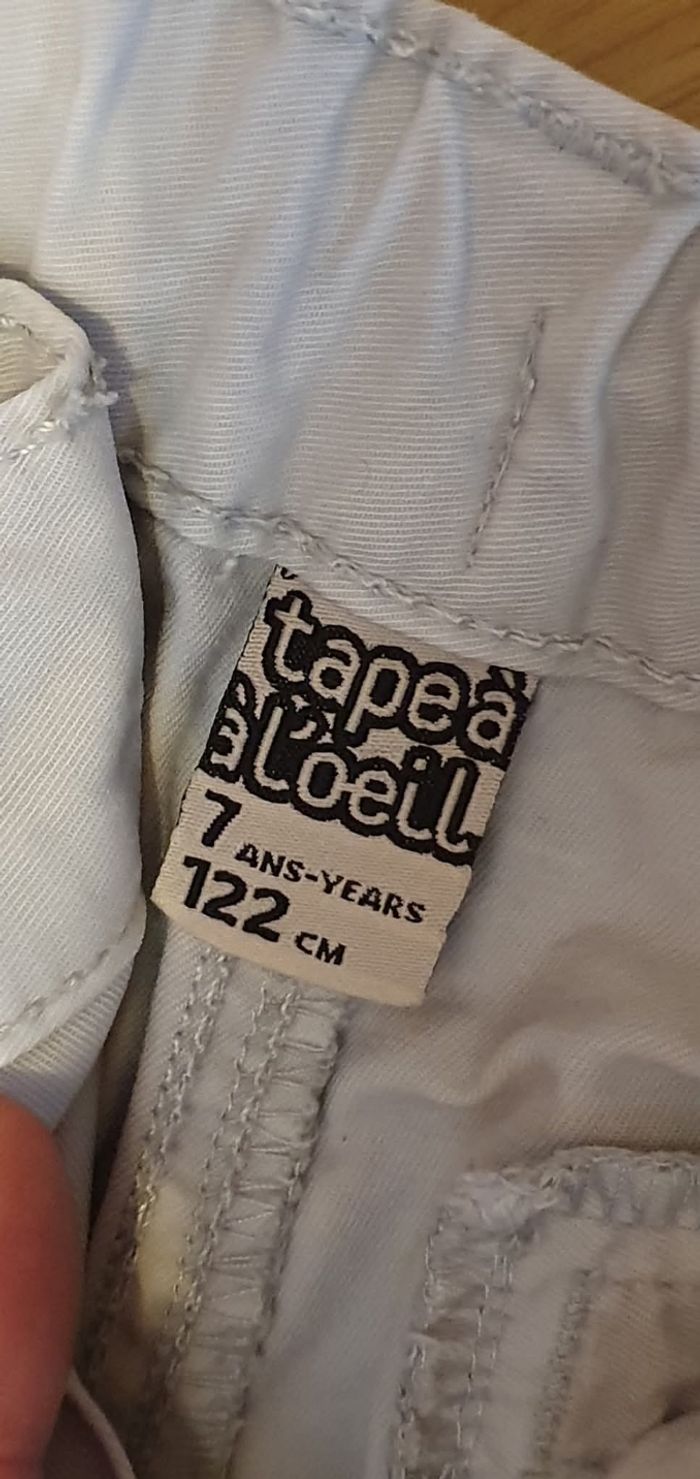 tapeà
à l'oeil
7 ANS-YEARS
122 CM